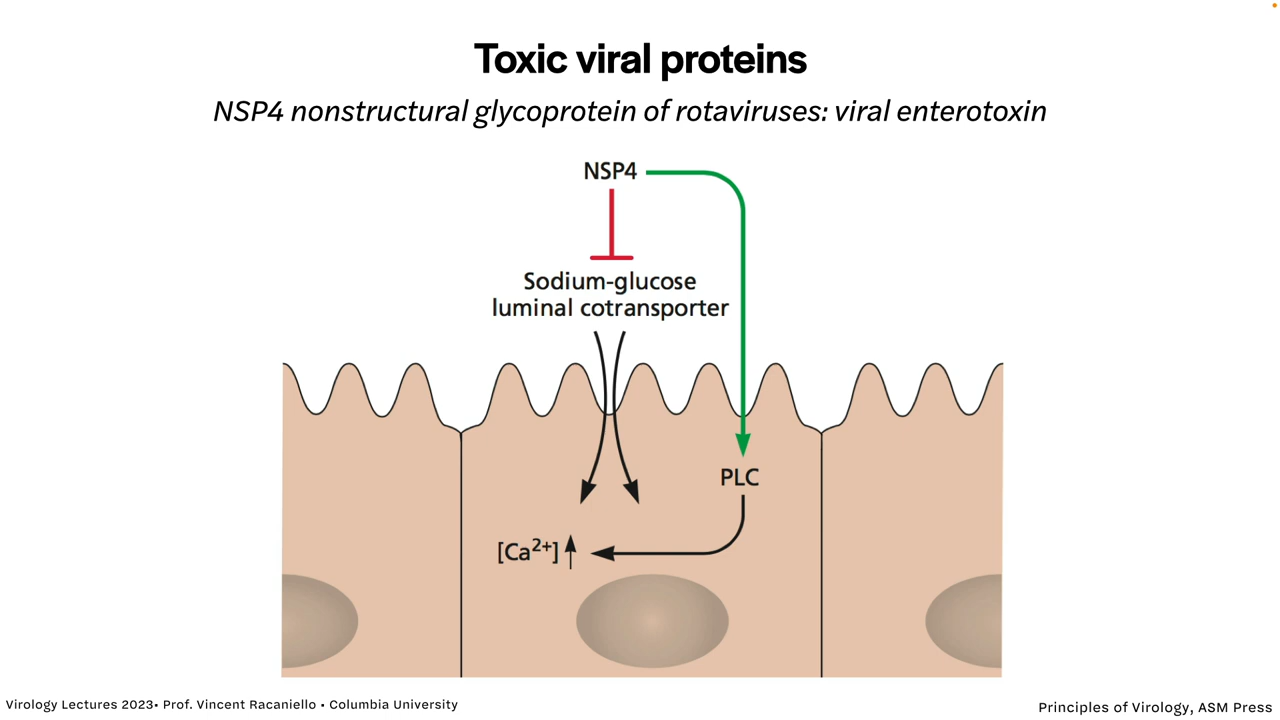 Toxic viral proteins
NSP4 nonstructural glycoprotein of rotaviruses: viral enterotoxin
NSP4
Sodium-glucose
luminal cotransporter
PLC
[Ca²⁺]
Virology Lectures 2023• Prof. Vincent Racaniello • Columbia University
Principles of Virology, ASM Press